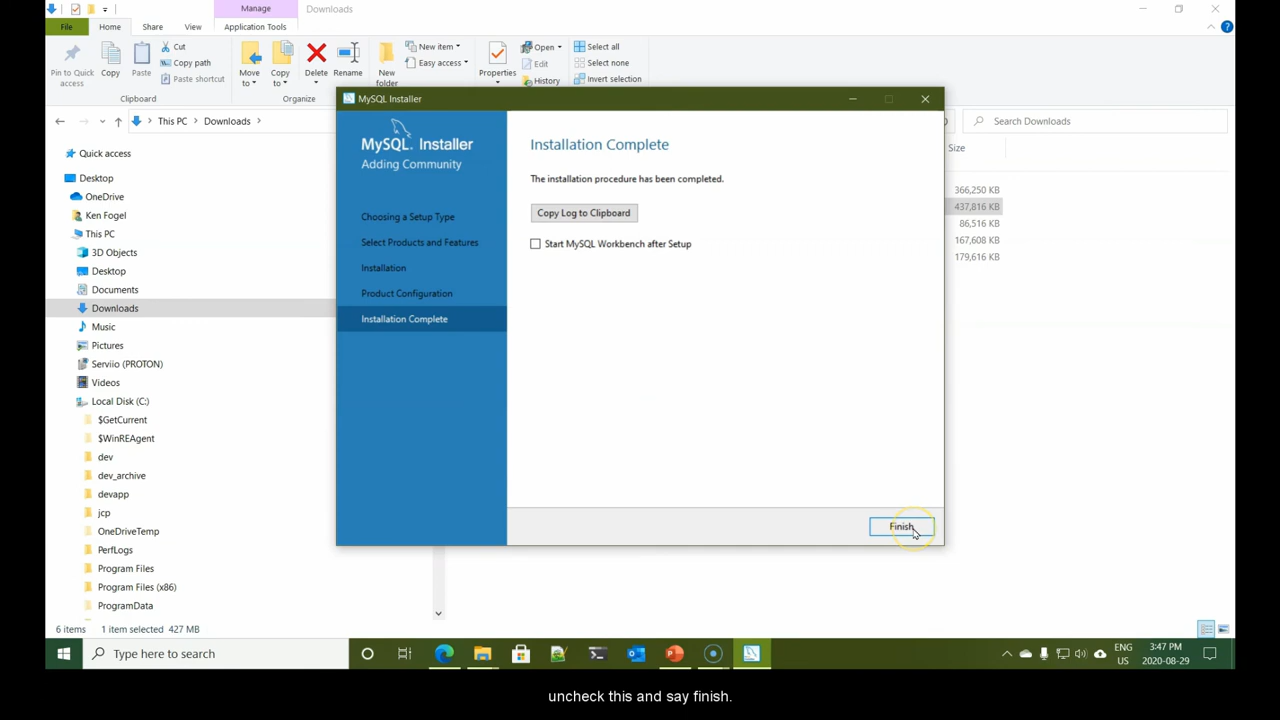 Manage
Downloads
File
Home
Share
View
Application Tools
Pin to Quick access
Copy
Paste
Cut
Copy path
Paste shortcut
Move to
Copy to
Delete
Rename
New folder
New item
Easy access
Properties
Open
Edit
History
Select all
Select none
Invert selection
Clipboard
Organize
This PC
Downloads
Search Downloads
Size
Quick access
Desktop
OneDrive
Ken Fogel
This PC
3D Objects
Desktop
Documents
Downloads
Music
Pictures
Serviio (PROTON)
Videos
Local Disk (C:)
$GetCurrent
$WinREAgent
dev
dev_archive
devapp
jcp
OneDriveTemp
PerfLogs
Program Files
Program Files (x86)
ProgramData
366,250 KB
437,816 KB
86,516 KB
167,608 KB
179,616 KB
MySQL Installer
MySQL. Installer
Adding Community
Choosing a Setup Type
Select Products and Features
Installation
Product Configuration
Installation Complete
Installation Complete
The installation procedure has been completed.
Copy Log to Clipboard
Start MySQL Workbench after Setup
Finish
6 items
1 item selected 427 MB
Type here to search
ENG
US
3:47 PM
2020-08-29
uncheck this and say finish.